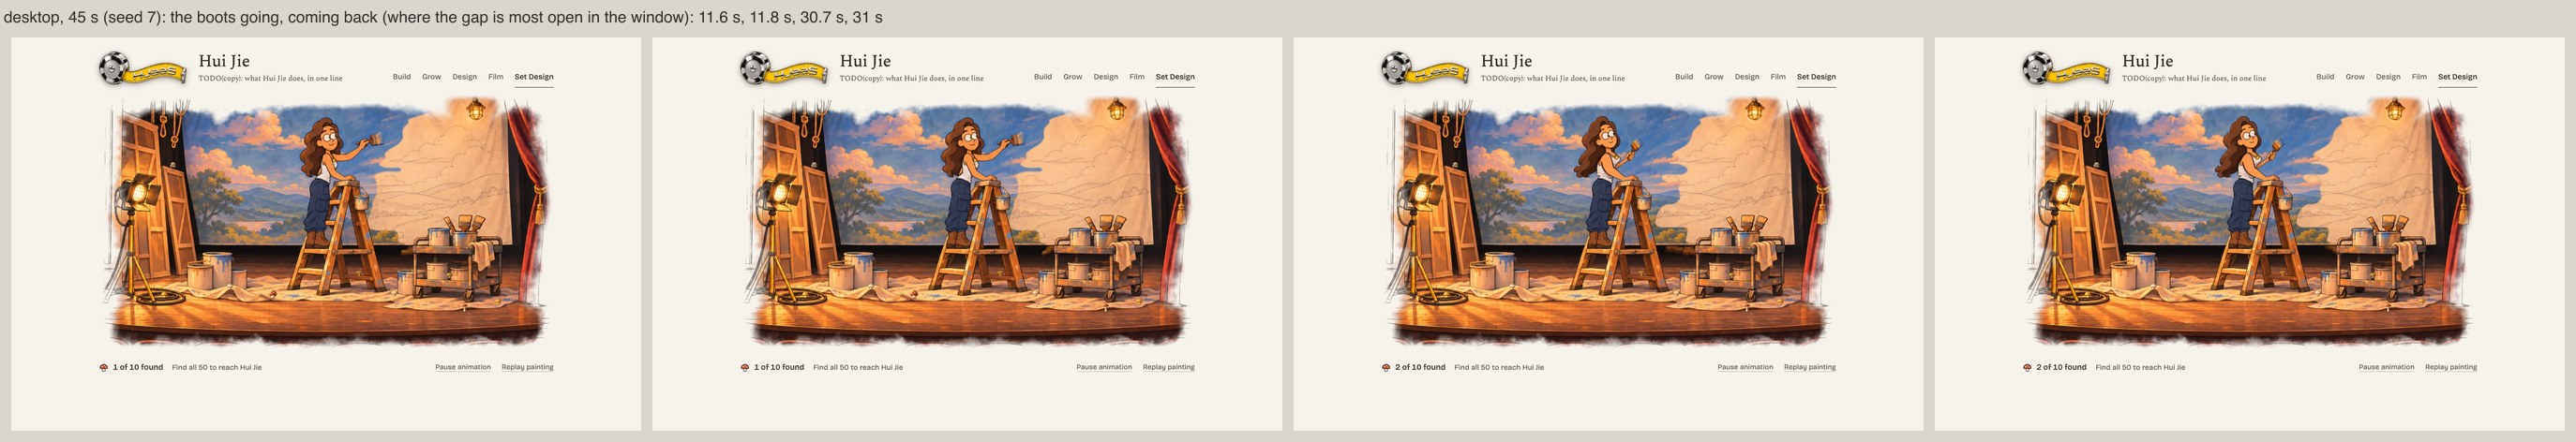 desktop, 45 s (seed 7): the boots going, coming back (where the gap is most open in the window): 11.6 s, 11.8 s, 30.7 s, 31 s
Hui Jie
TODO(copy): what Hui Jie does, in one line
Build Grow Design Film Set Design
1 of 10 found Find all 50 to reach Hui Jie Pause animation Replay painting
Hui Jie
TODO(copy): what Hui Jie does, in one line
Build Grow Design Film Set Design
1 of 10 found Find all 50 to reach Hui Jie Pause animation Replay painting
Hui Jie
TODO(copy): what Hui Jie does, in one line
Build Grow Design Film Set Design
2 of 10 found Find all 50 to reach Hui Jie Pause animation Replay painting
Hui Jie
TODO(copy): what Hui Jie does, in one line
Build Grow Design Film Set Design
2 of 10 found Find all 50 to reach Hui Jie Pause animation Replay painting